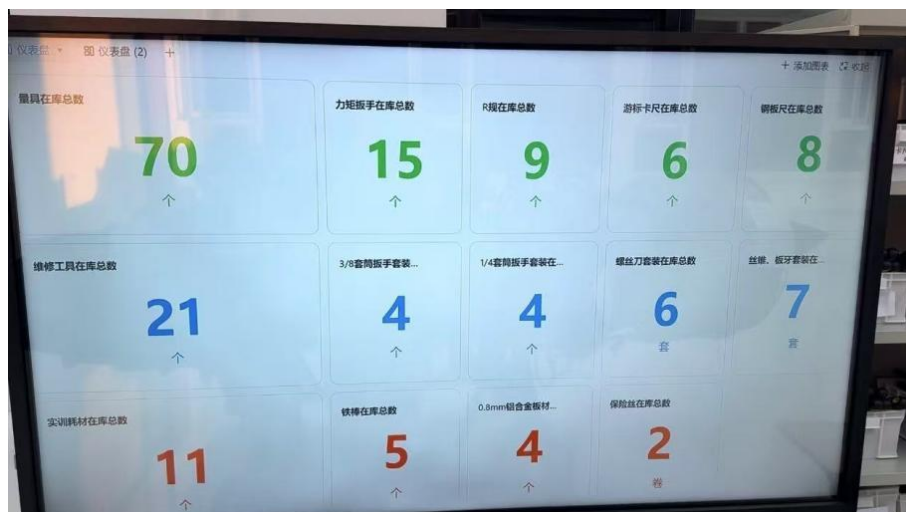 仪表盘 仪表盘 (2) +
+ 添加图表 收起
量具在库总数
70
个
力矩扳手在库总数
15
个
R规在库总数
9
个
游标卡尺在库总数
6
个
钢板尺在库总数
8
个
维修工具在库总数
21
个
3/8套筒扳手套装...
4
个
1/4套筒扳手套装在...
4
个
螺丝刀套装在库总数
6
套
丝锥、板牙套装在...
7
套
实训耗材在库总数
11
个
铁棒在库总数
5
个
0.8mm铝合金板材...
4
个
保险丝在库总数
2
卷